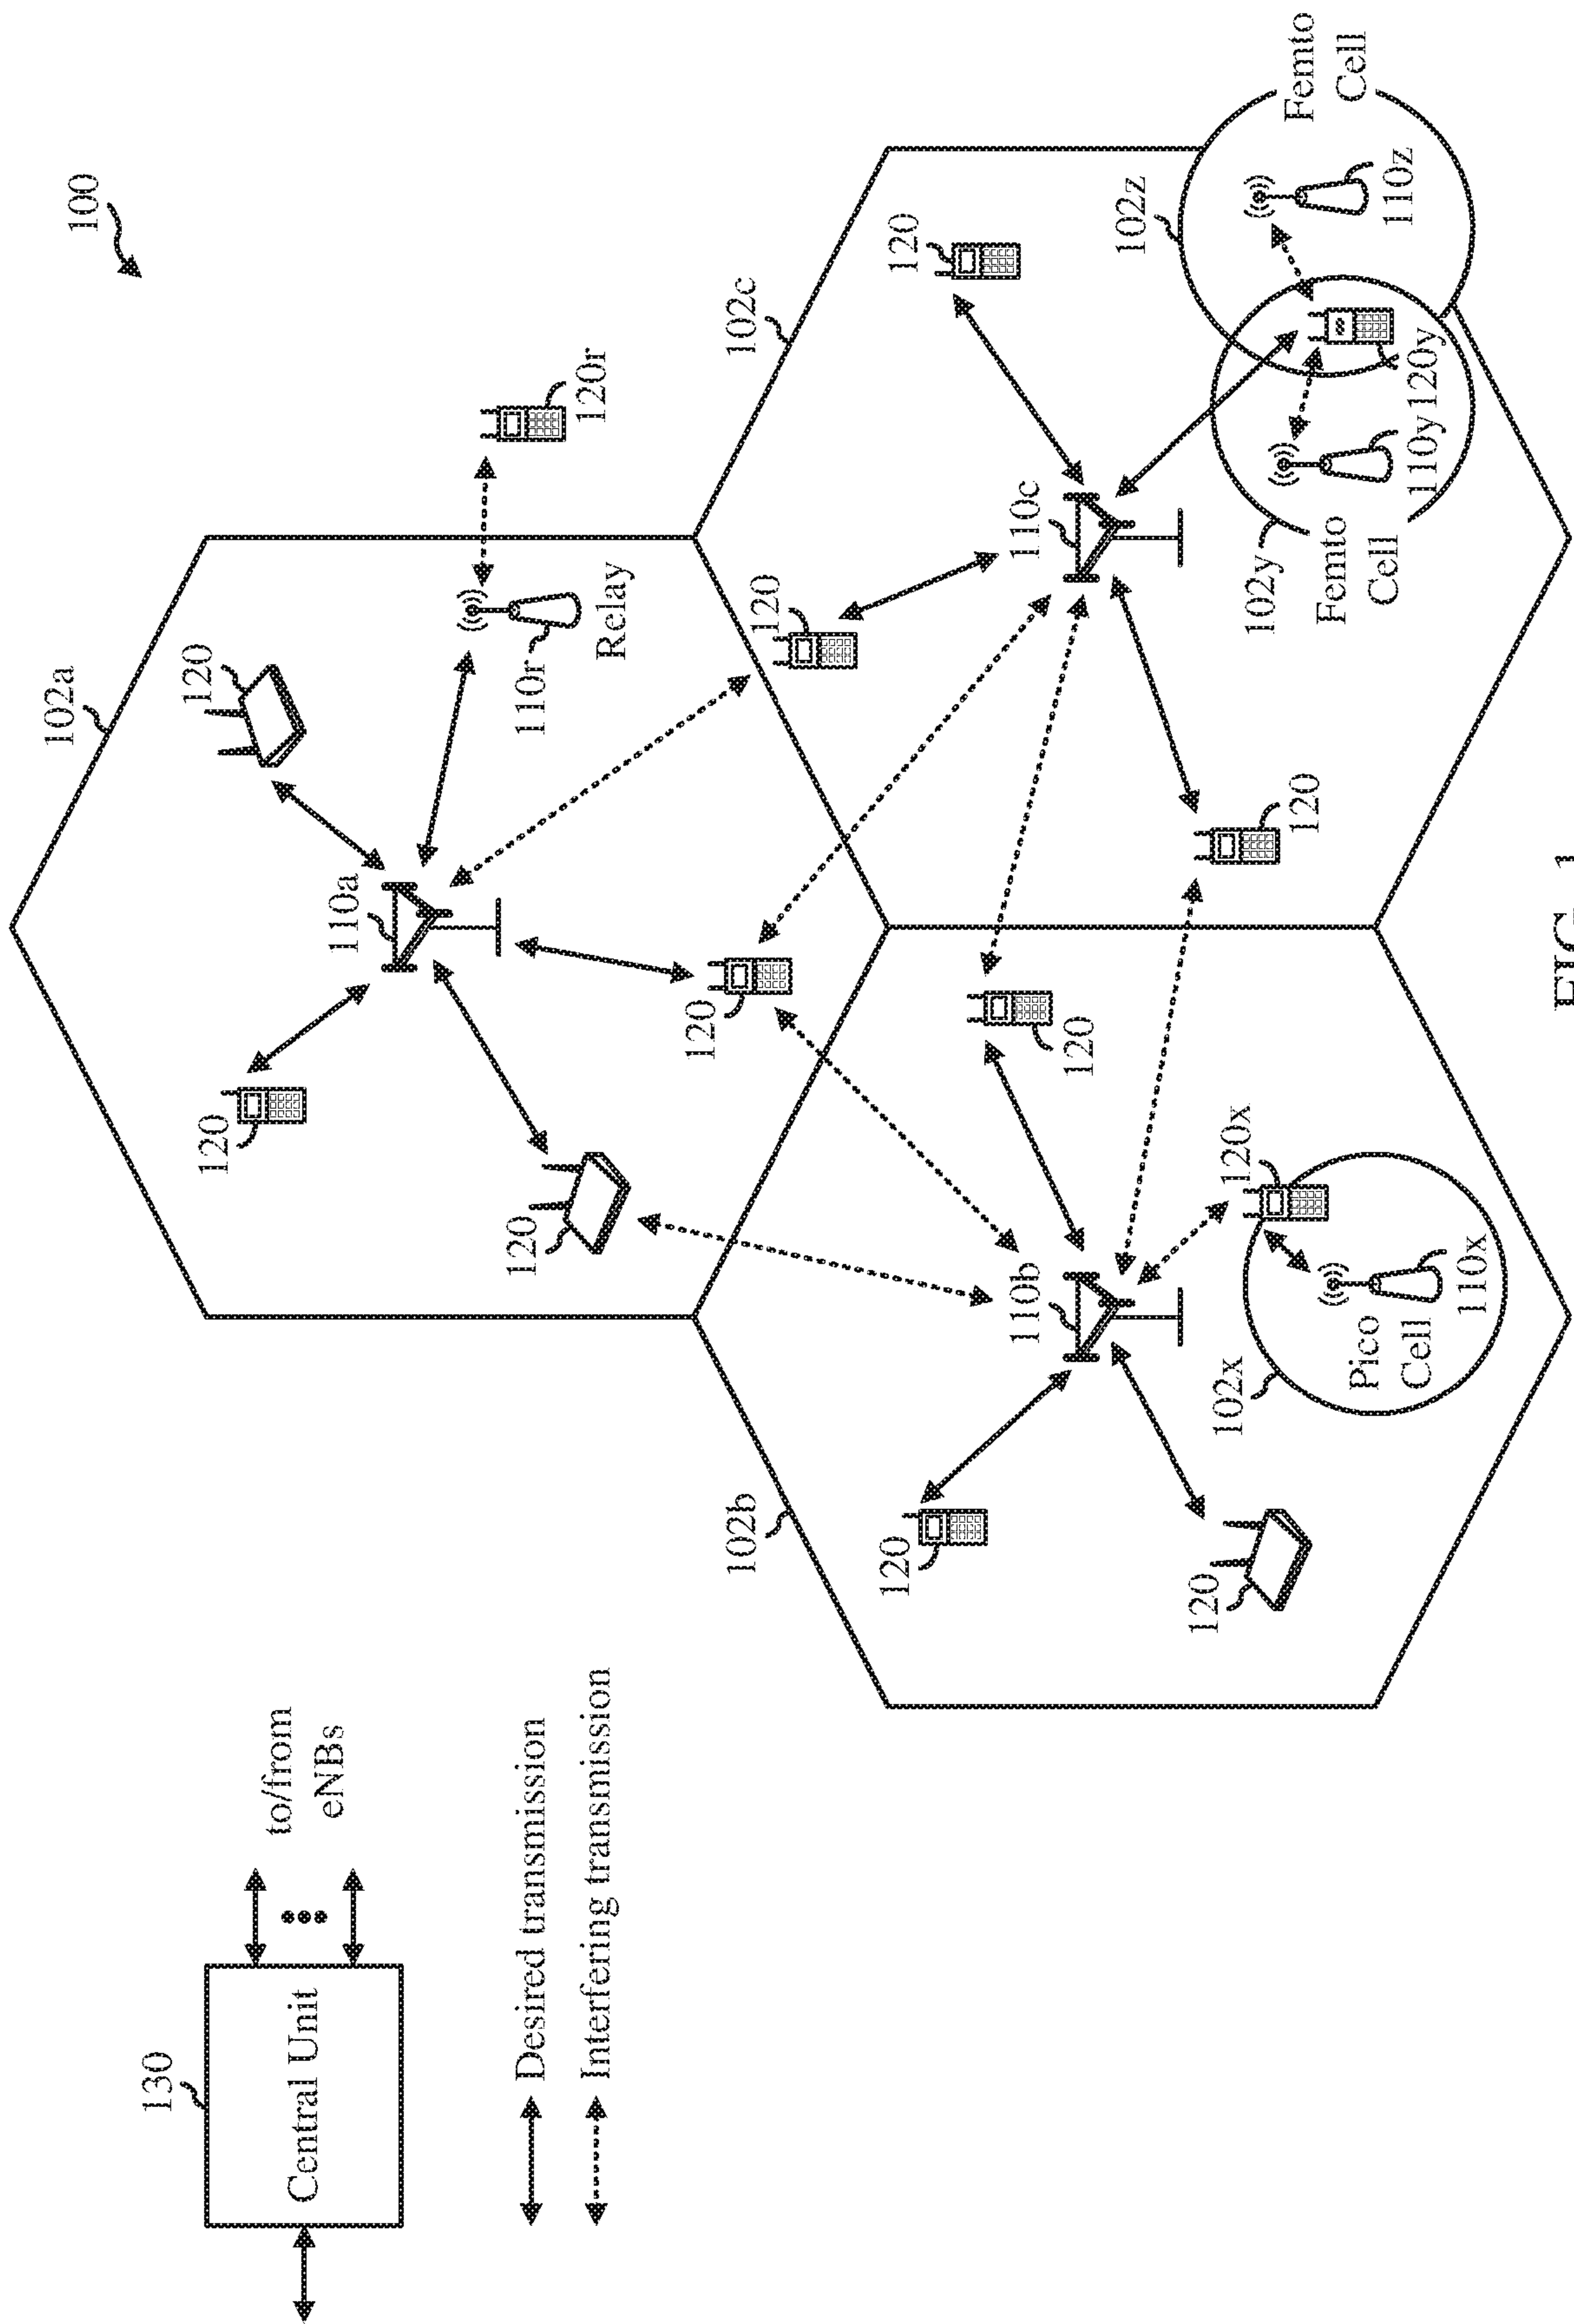 100
130
Central Unit
to/from
eNBs
Desired transmission
Interfering transmission
102a
120
120
110a
120
120
110r
Relay
120r
120
102b
102c
120
120
110b
120
120
120x
102x
Pico
Cell
110x
120
110c
120
102y
Femto
Cell
110y
120y
102z
110z
Femto
Cell
FIG. 1